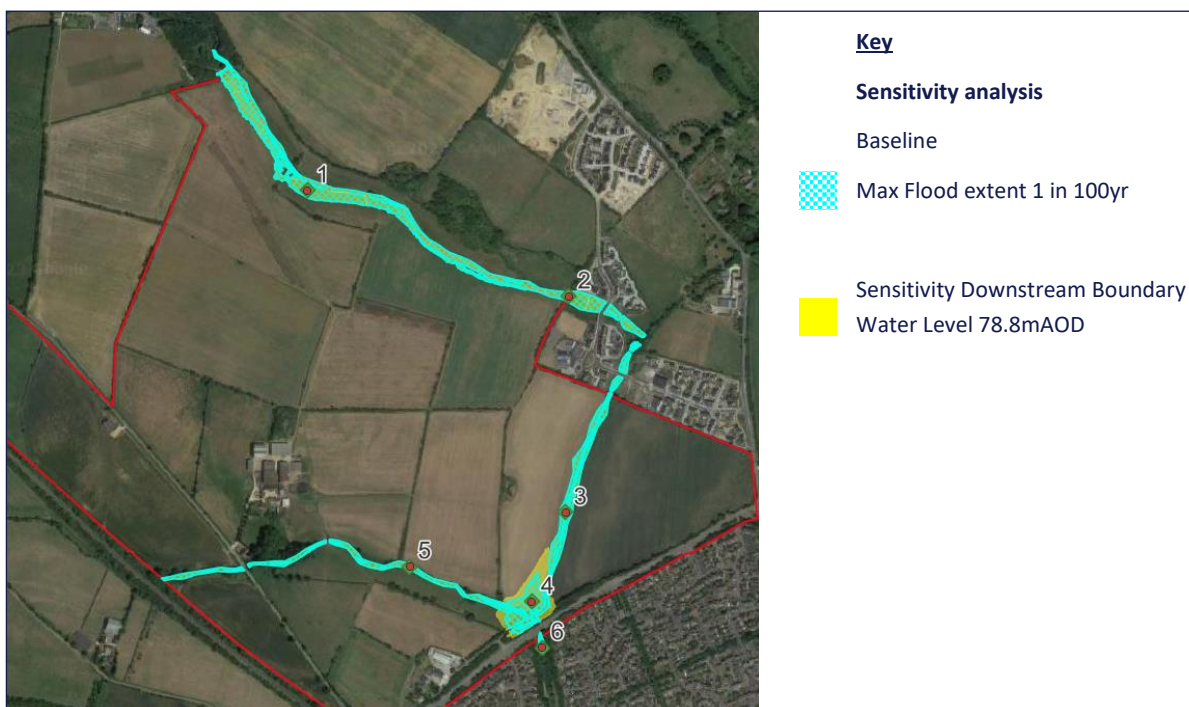 Key
Sensitivity analysis
Baseline
Max Flood extent 1 in 100yr
Sensitivity Downstream Boundary
Water Level 78.8mAOD
1
2
3
5
4
6